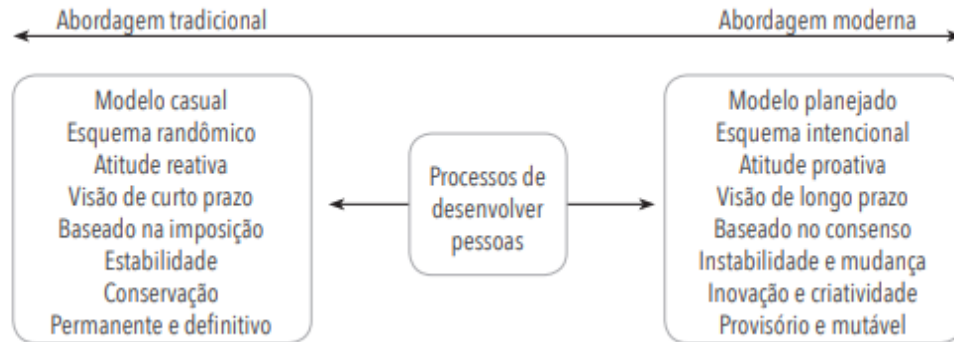 Abordagem tradicional
Abordagem moderna
Modelo casual
Esquema randômico
Atitude reativa
Visão de curto prazo
Baseado na imposição
Estabilidade
Conservação
Permanente e definitivo
Processos de
desenvolver
pessoas
Modelo planejado
Esquema intencional
Atitude proativa
Visão de longo prazo
Baseado no consenso
Instabilidade e mudança
Inovação e criatividade
Provisório e mutável